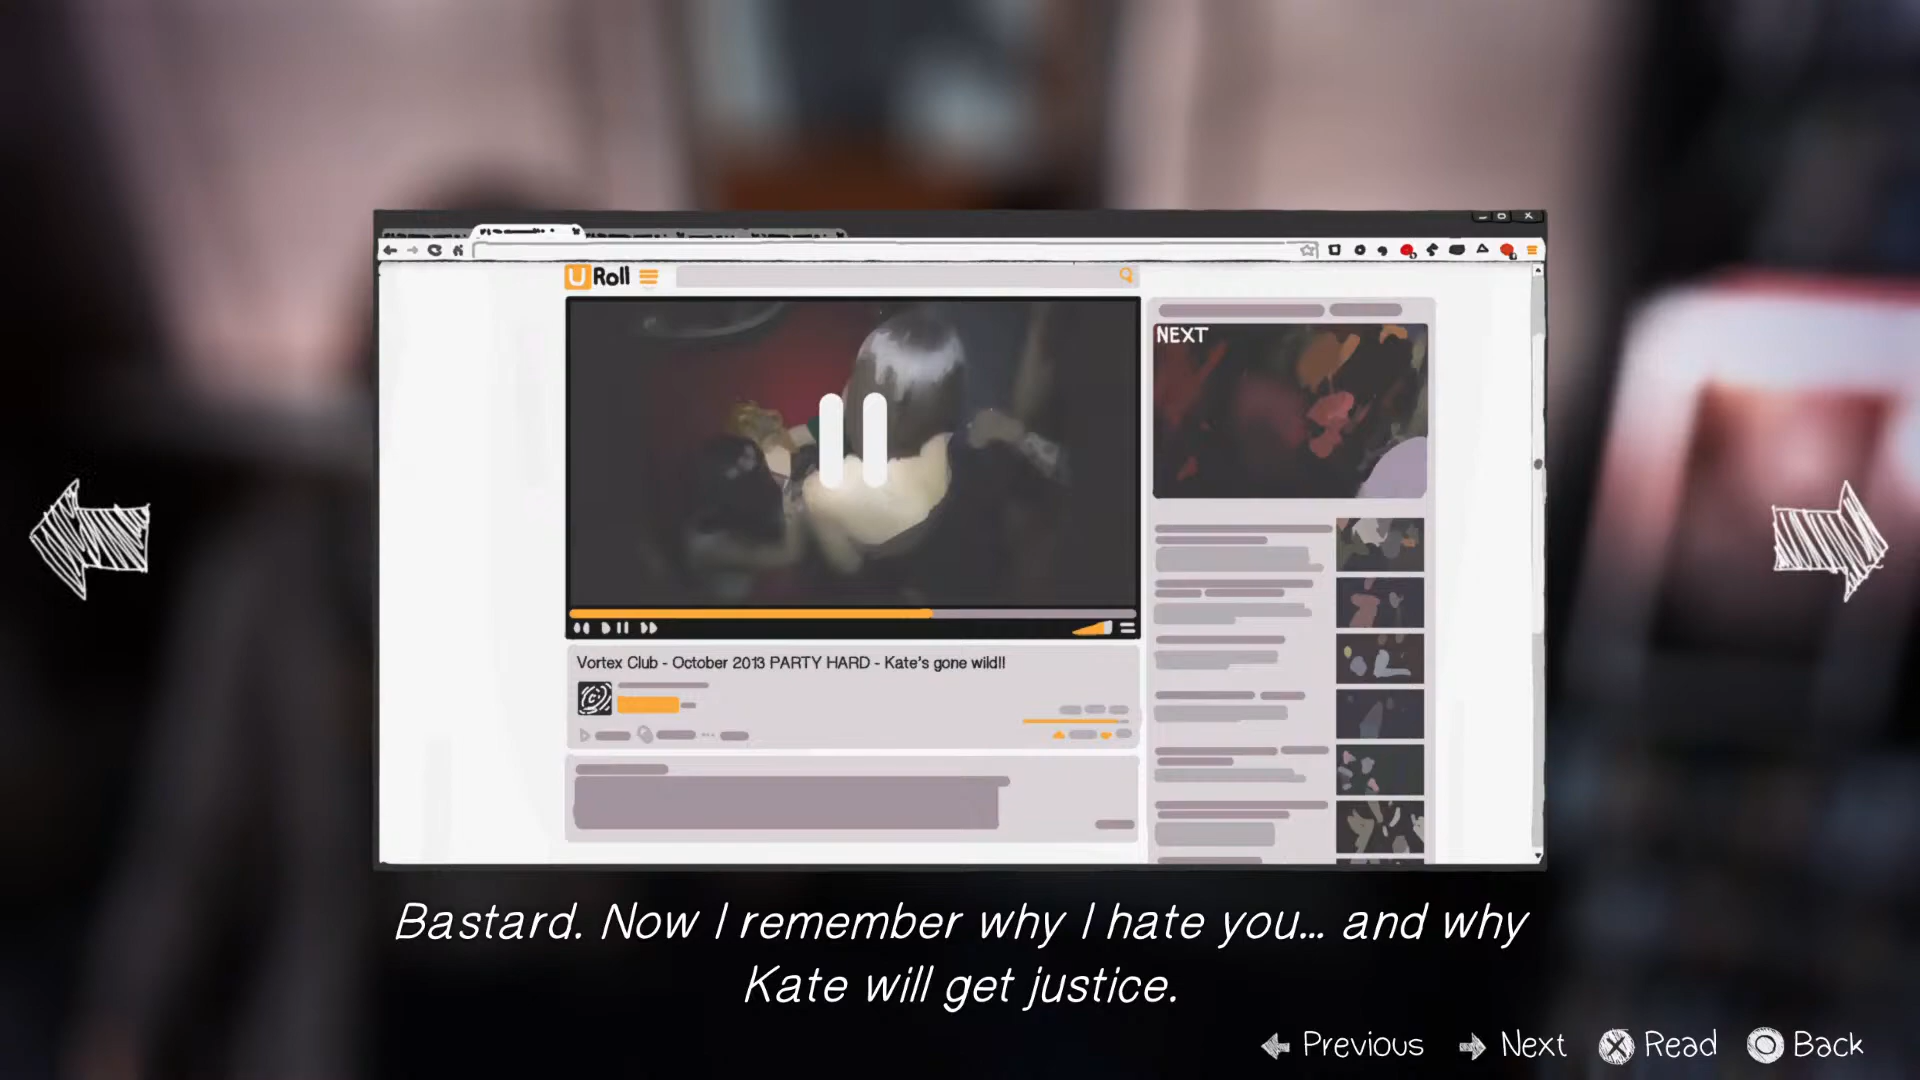 U Roll
NEXT
Vortex Club - October 2013 PARTY HARD - Kate's gone wild!!
Bastard. Now I remember why I hate you... and why
Kate will get justice.
Previous Next Read Back